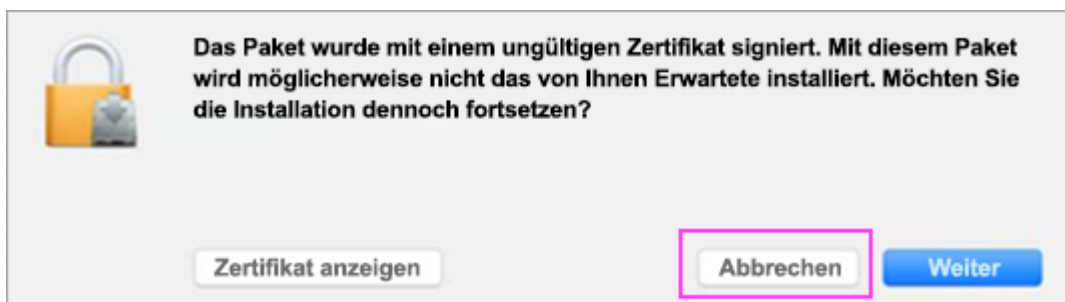 Das Paket wurde mit einem ungültigen Zertifikat signiert. Mit diesem Paket
wird möglicherweise nicht das von Ihnen Erwartete installiert. Möchten Sie
die Installation dennoch fortsetzen?
Zertifikat anzeigen Abbrechen Weiter